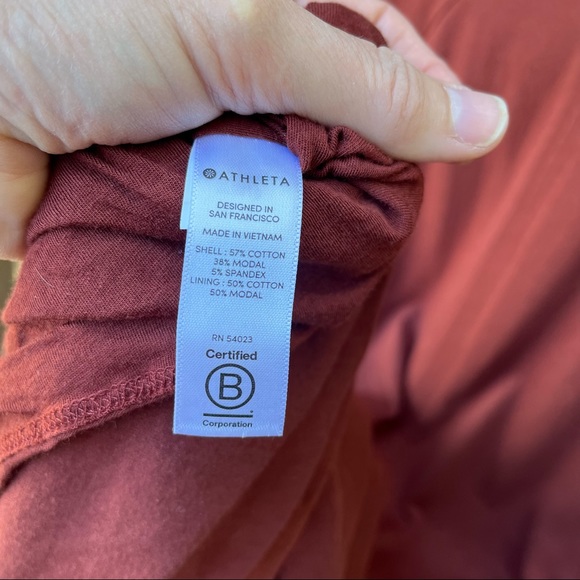 ATHLETA
DESIGNED IN
SAN FRANCISCO
MADE IN VIETNAM
SHELL : 57% COTTON
38% MODAL
5% SPANDEX
LINING : 50% COTTON
50% MODAL
RN 54023
Certified
B
Corporation